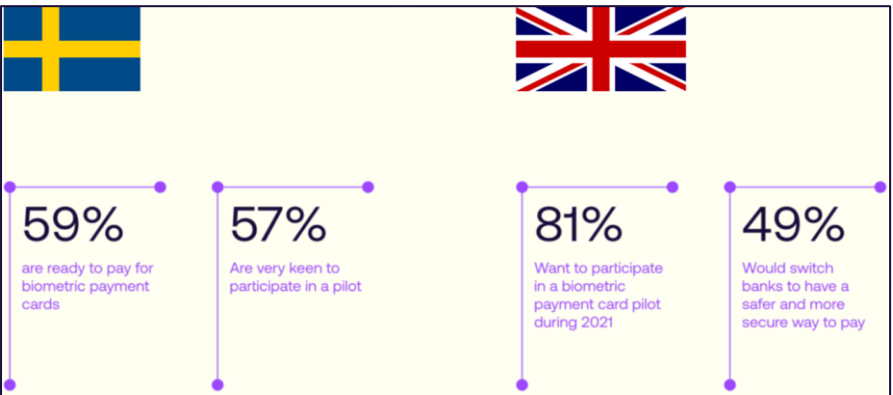 59%
are ready to pay for
biometric payment
cards
57%
Are very keen to
participate in a pilot
81%
Want to participate
in a biometric
payment card pilot
during 2021
49%
Would switch
banks to have a
safer and more
secure way to pay